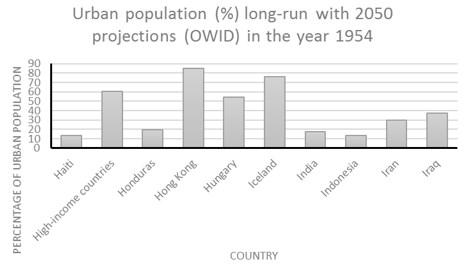 Urban population (%) long-run with 2050
projections (OWID) in the year 1954
PERCENTAGE OF URBAN POPULATION
90
80
70
60
50
40
30
20
10
0
Haiti
High-income countries
Honduras
Hong Kong
Hungary
Iceland
India
Indonesia
Iran
Iraq
COUNTRY